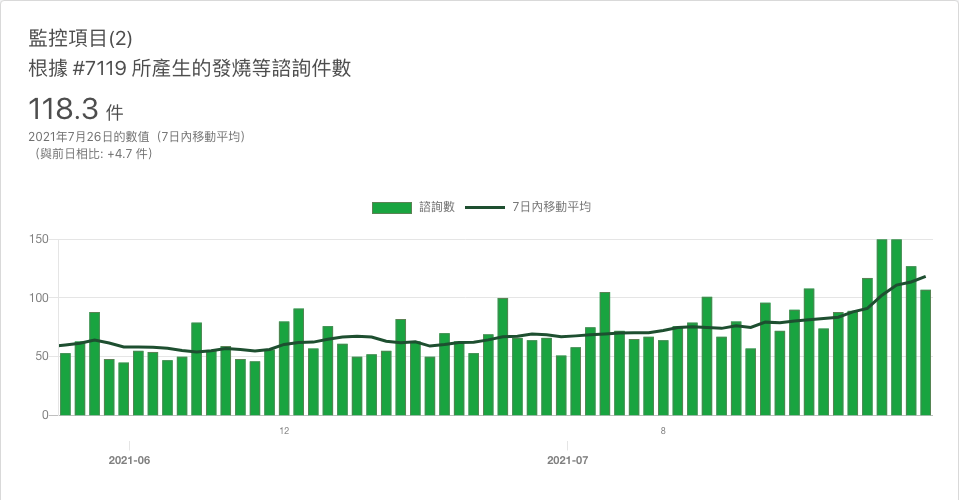 監控項目(2)
根據 #7119 所產生的發燒等諮詢件數
118.3 件
2021年7月26日的數值（7日內移動平均）
（與前日相比: +4.7 件）
諮詢數 7日內移動平均
150
100
50
0
12 8
2021-06 2021-07